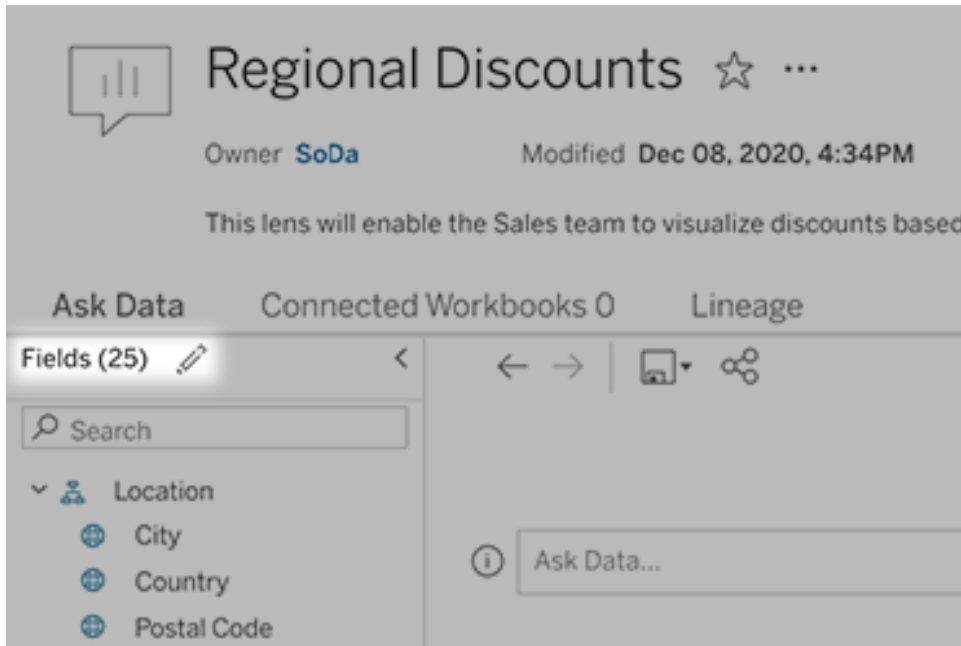 Regional Discounts
Owner SoDa Modified Dec 08, 2020, 4:34PM
This lens will enable the Sales team to visualize discounts based
Ask Data Connected Workbooks 0 Lineage
Fields (25)
Search
Location
City
Ask Data...
Country
Postal Code